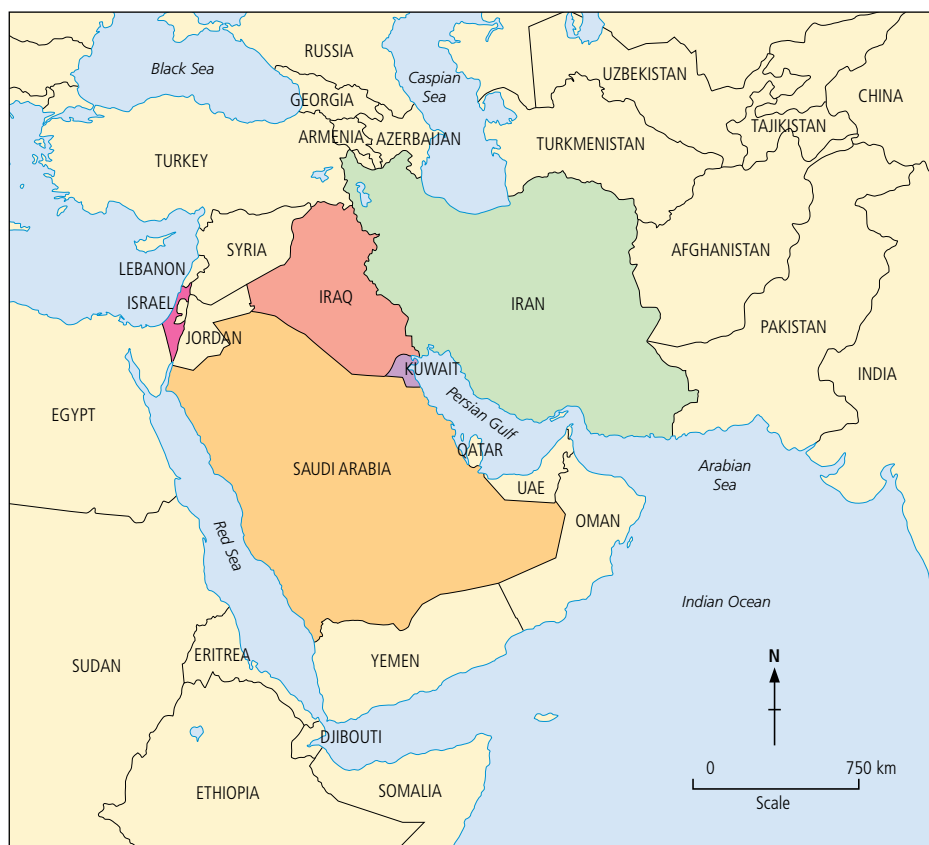 RUSSIA
Black Sea
Caspian
Sea
UZBEKISTAN
CHINA
GEORGIA
ARMENIA
AZERBAIJAN
TURKMENISTAN
TAJIKISTAN
TURKEY
SYRIA
AFGHANISTAN
LEBANON
ISRAEL
IRAQ
IRAN
JORDAN
PAKISTAN
KUWAIT
INDIA
Persian Gulf
EGYPT
QATAR
SAUDI ARABIA
UAE
Arabian
Sea
OMAN
Red Sea
Indian Ocean
YEMEN
SUDAN
ERITREA
N
DJIBOUTI
ETHIOPIA
SOMALIA
0 750 km
Scale